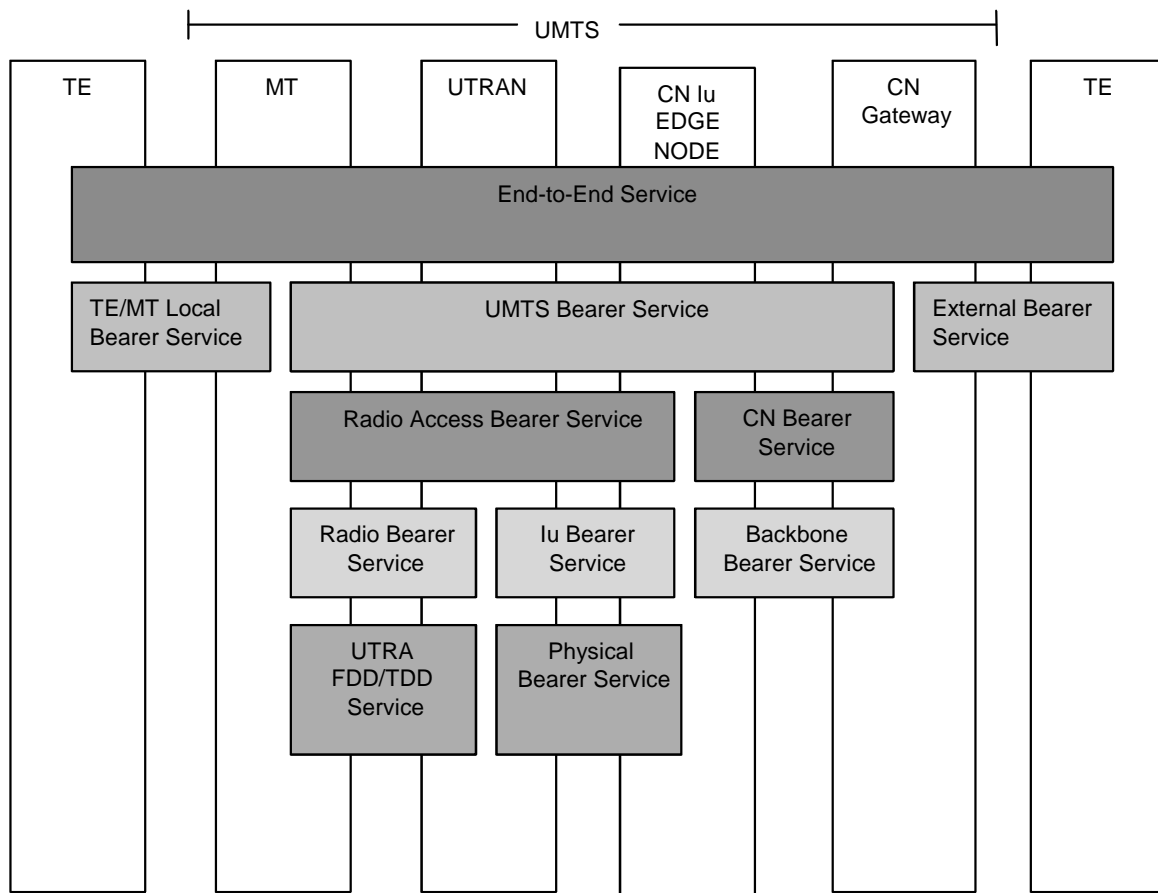 UMTS
TE
MT
UTRAN
CN Iu
EDGE
NODE
CN
Gateway
TE
End-to-End Service
TE/MT Local
Bearer Service
UMTS Bearer Service
External Bearer
Service
Radio Access Bearer Service
CN Bearer
Service
Radio Bearer
Service
Iu Bearer
Service
Backbone
Bearer Service
UTRA
FDD/TDD
Service
Physical
Bearer Service